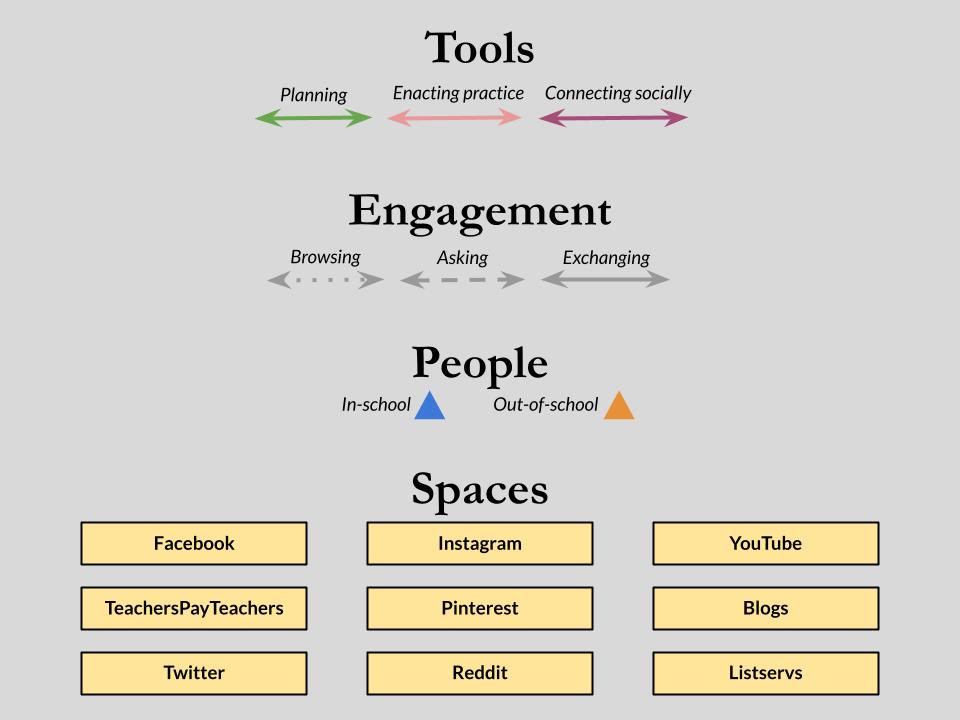 Tools
Planning Enacting practice Connecting socially
Engagement
Browsing Asking Exchanging
People
In-school Out-of-school
Spaces
Facebook Instagram YouTube
TeachersPayTeachers Pinterest Blogs
Twitter Reddit Listservs